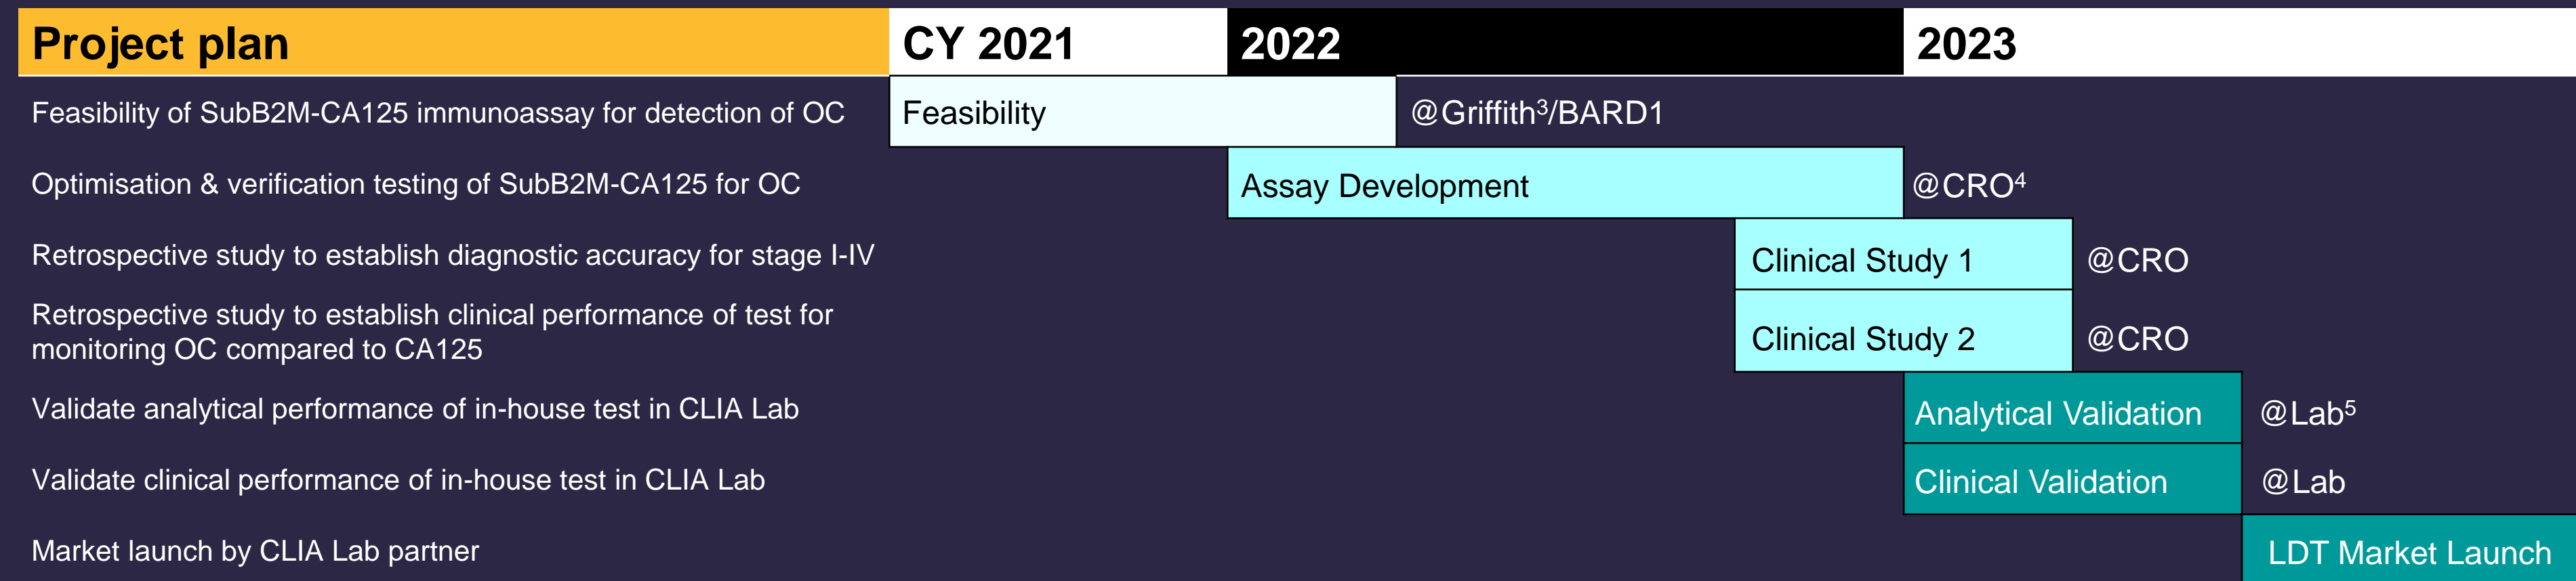 Project plan CY 2021 2022 2023
Feasibility of SubB2M-CA125 immunoassay for detection of OC Feasibility @Griffith³/BARD1
Optimisation & verification testing of SubB2M-CA125 for OC Assay Development @CRO⁴
Retrospective study to establish diagnostic accuracy for stage I-IV Clinical Study 1 @CRO
Retrospective study to establish clinical performance of test for
monitoring OC compared to CA125 Clinical Study 2 @CRO
Validate analytical performance of in-house test in CLIA Lab Analytical Validation @Lab⁵
Validate clinical performance of in-house test in CLIA Lab Clinical Validation @Lab
Market launch by CLIA Lab partner LDT Market Launch